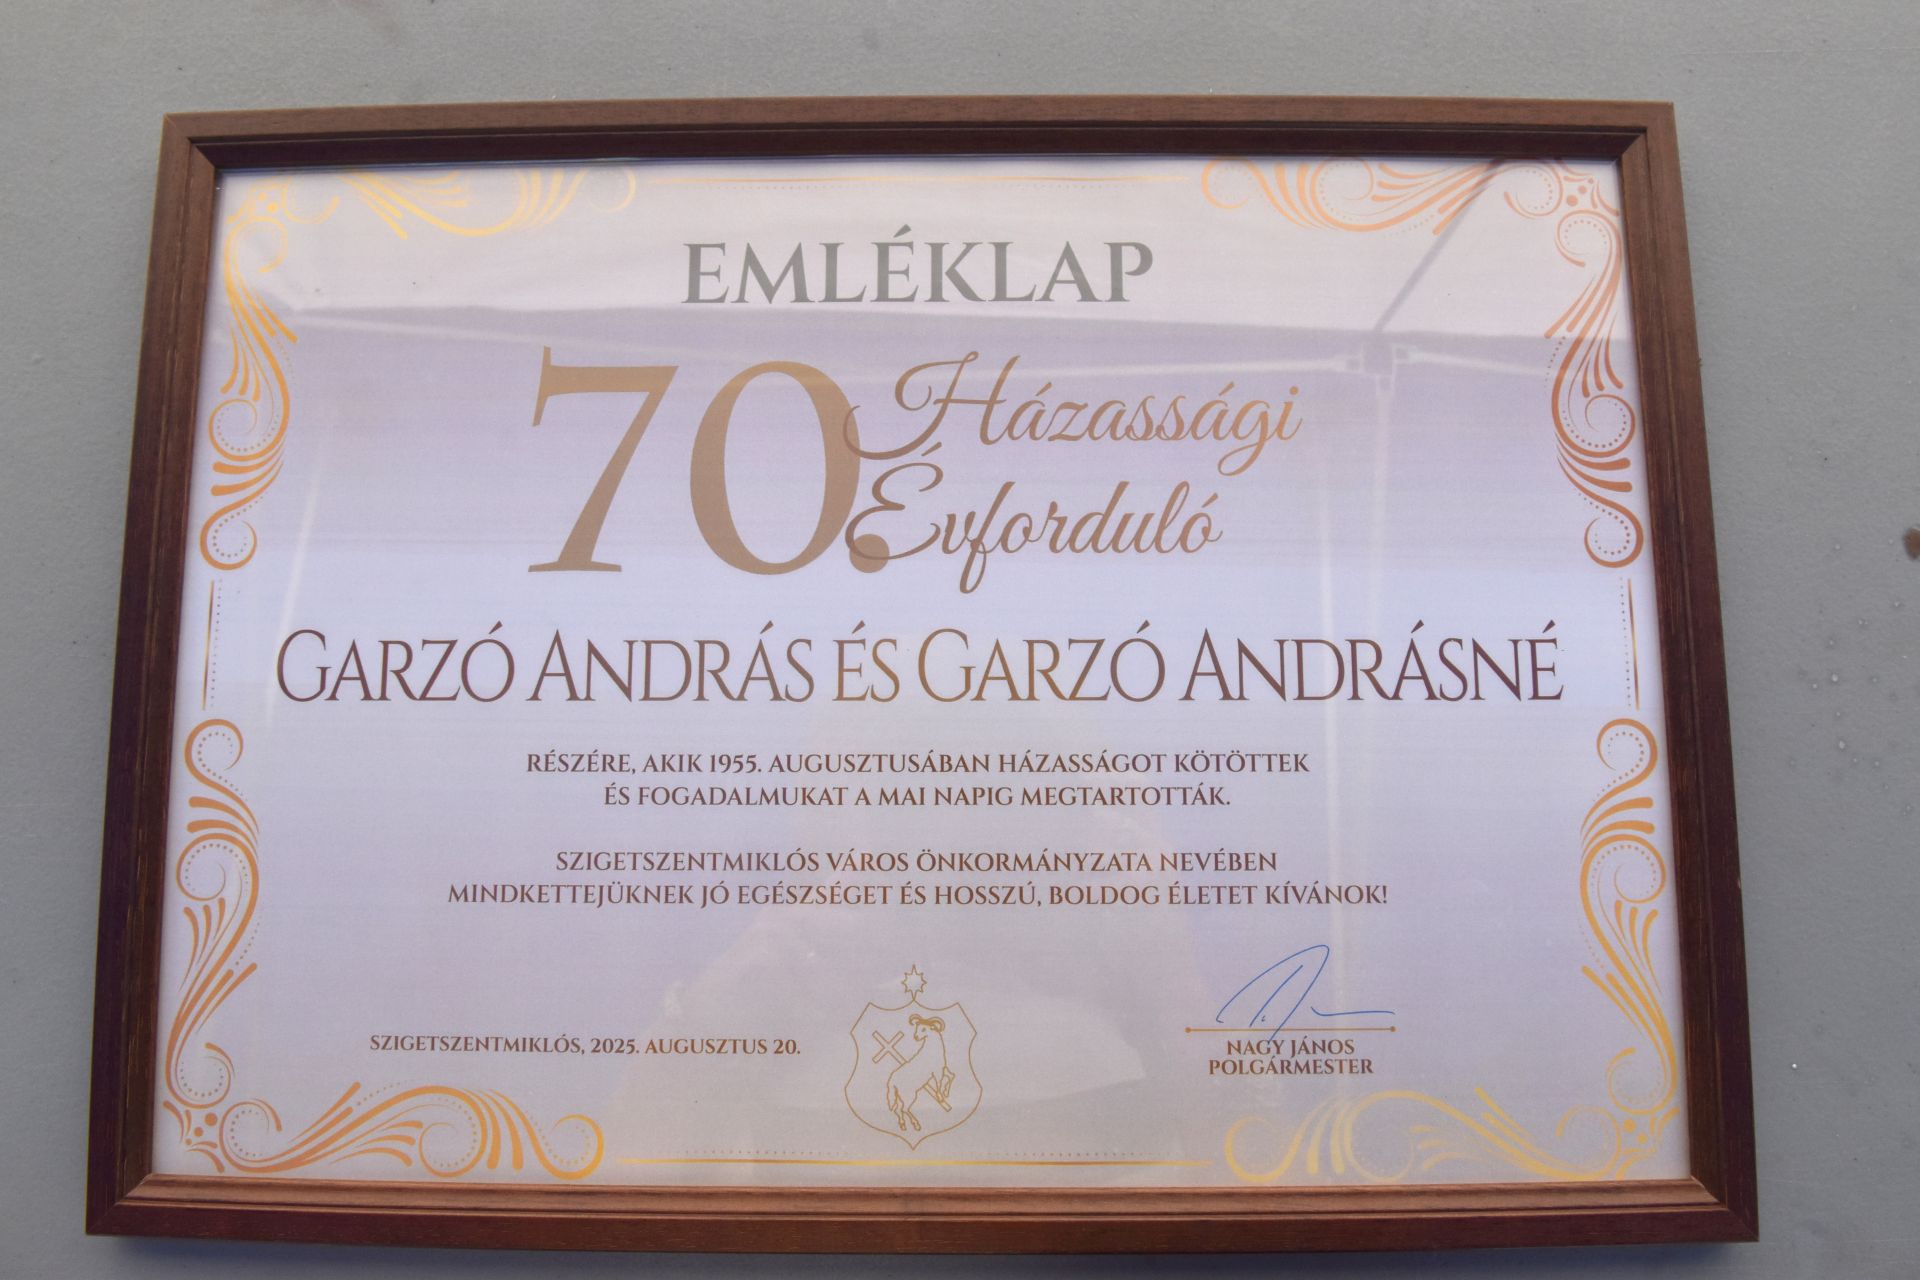 EMLÉKLAP
70. Házassági
Évforduló
GARZÓ ANDRÁS ÉS GARZÓ ANDRÁSNÉ
RÉSZÉRE, AKIK 1955. AUGUSZTUSÁBAN HÁZASSÁGOT KÖTÖTTEK
ÉS FOGADALMUKAT A MAI NAPIG MEGTARTOTTÁK.
SZIGETSZENTMIKLÓS VÁROS ÖNKORMÁNYZATA NEVÉBEN
MINDKETTEJÜKNEK JÓ EGÉSZSÉGET ÉS HOSSZÚ, BOLDOG ÉLETET KÍVÁNOK!
SZIGETSZENTMIKLÓS, 2025. AUGUSZTUS 20.
NAGY JÁNOS
POLGÁRMESTER